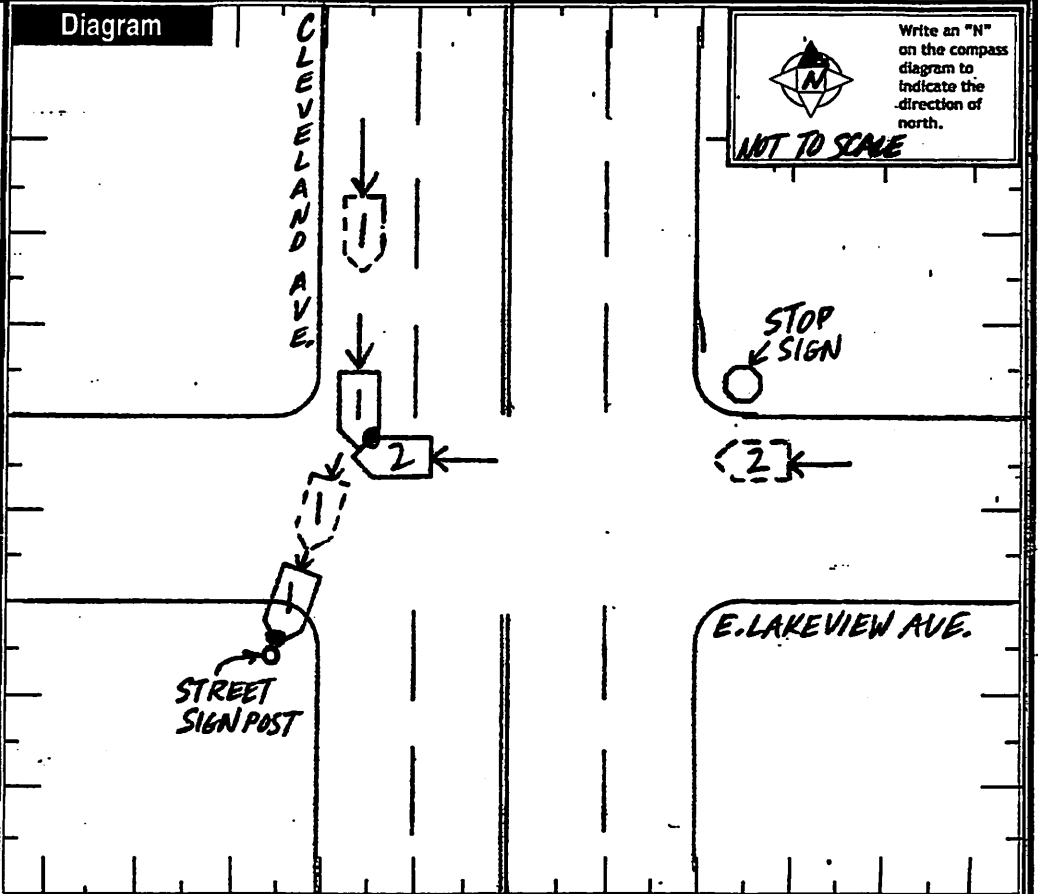 Diagram
CLEVELAND AVE.
Write an "N"
on the compass
diagram to
indicate the
direction of
north.
N
NOT TO SCALE
1
STOP
SIGN
1
2
2
1
1
E. LAKEVIEW AVE.
STREET
SIGN POST